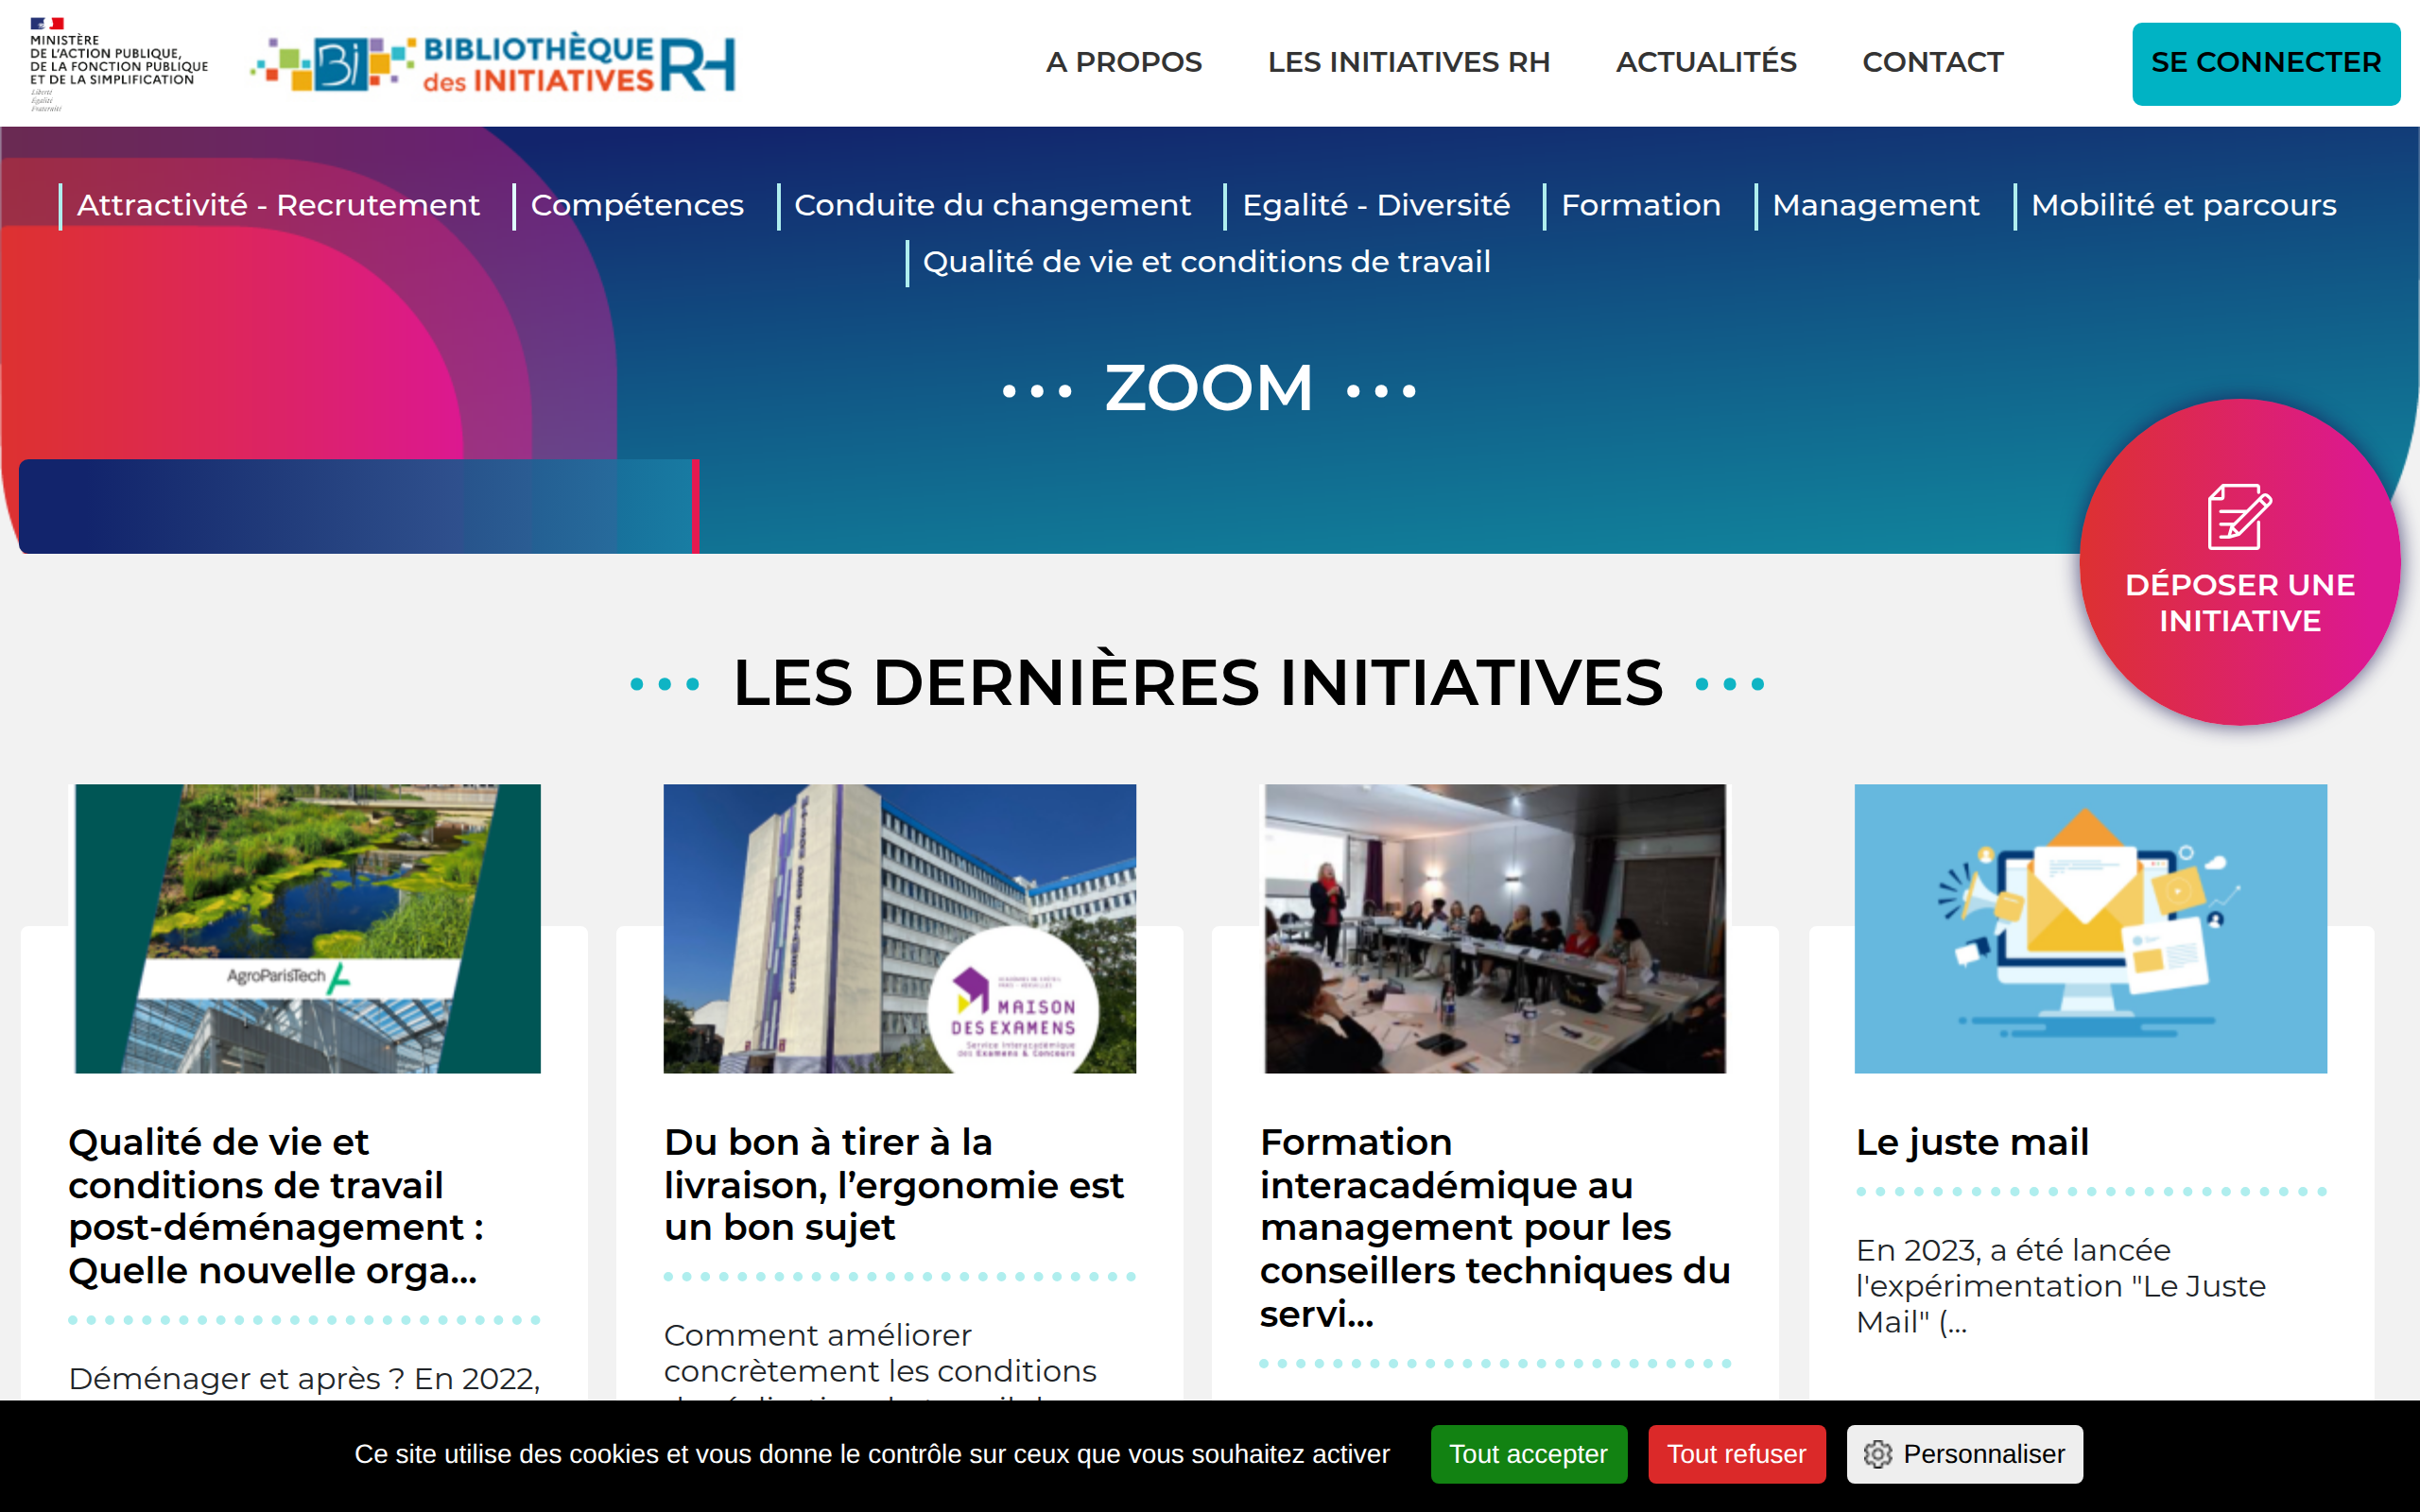 MINISTÈRE
DE L'ACTION PUBLIQUE,
DE LA FONCTION PUBLIQUE
ET DE LA SIMPLIFICATION
Liberté
Égalité
Fraternité
Bi BIBLIOTHÈQUE
des INITIATIVES RH
A PROPOS
LES INITIATIVES RH
ACTUALITÉS
CONTACT
SE CONNECTER
Attractivité - Recrutement
Compétences
Conduite du changement
Egalité - Diversité
Formation
Management
Mobilité et parcours
Qualité de vie et conditions de travail
ZOOM
DÉPOSER UNE
INITIATIVE
LES DERNIÈRES INITIATIVES
AgroParisTech
MAISON
DES EXAMENS
Service Interacadémique
des Examens & Concours
Qualité de vie et
conditions de travail
post-déménagement :
Quelle nouvelle orga...
Déménager et après ? En 2022,
Du bon à tirer à la
livraison, l’ergonomie est
un bon sujet
Comment améliorer
concrètement les conditions
Formation
interacadémique au
management pour les
conseillers techniques du
servi...
Le juste mail
En 2023, a été lancée
l'expérimentation "Le Juste
Mail" (...
Ce site utilise des cookies et vous donne le contrôle sur ceux que vous souhaitez activer
Tout accepter
Tout refuser
Personnaliser